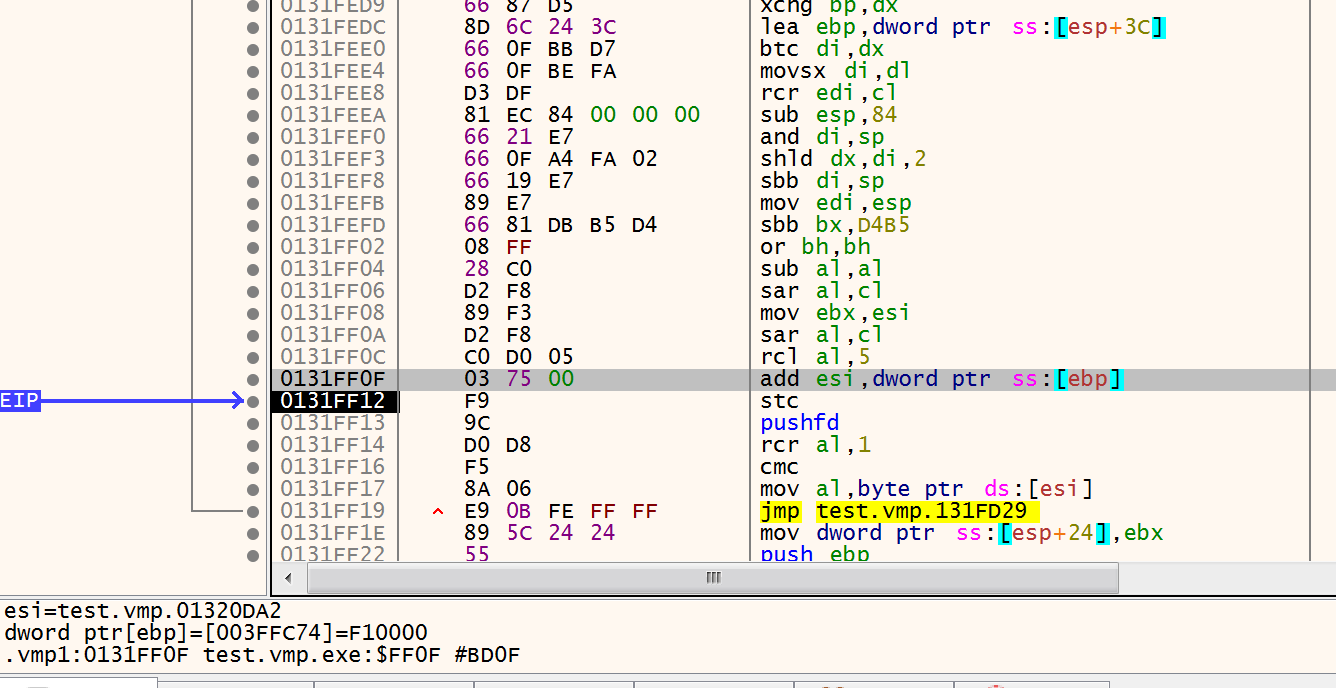 0131FED9 66 87 D5 xchg bp,dx
0131FEDC 8D 6C 24 3C lea ebp,dword ptr ss:[esp+3C]
0131FEE0 66 0F BB D7 btc di,dx
0131FEE4 66 0F BE FA movsx di,dl
0131FEE8 D3 DF rcr edi,cl
0131FEEA 81 EC 84 00 00 00 sub esp,84
0131FEF0 66 21 E7 and di,sp
0131FEF3 66 0F A4 FA 02 shld dx,di,2
0131FEF8 66 19 E7 sbb di,sp
0131FEFB 89 E7 mov edi,esp
0131FEFD 66 81 DB B5 D4 sbb bx,D4B5
0131FF02 08 FF or bh,bh
0131FF04 28 C0 sub al,al
0131FF06 D2 F8 sar al,cl
0131FF08 89 F3 mov ebx,esi
0131FF0A D2 F8 sar al,cl
0131FF0C C0 D0 05 rcl al,5
0131FF0F 03 75 00 add esi,dword ptr ss:[ebp]
EIP 0131FF12 F9 stc
0131FF13 9C pushfd
0131FF14 D0 D8 rcr al,1
0131FF16 F5 cmc
0131FF17 8A 06 mov al,byte ptr ds:[esi]
0131FF19 E9 0B FE FF FF jmp test.vmp.131FD29
0131FF1E 89 5C 24 24 mov dword ptr ss:[esp+24],ebx
0131FF22 55 push ebp
esi=test.vmp.01320DA2
dword ptr[ebp]=[003FFC74]=F10000
.vmp1:0131FF0F test.vmp.exe:$FF0F #BD0F